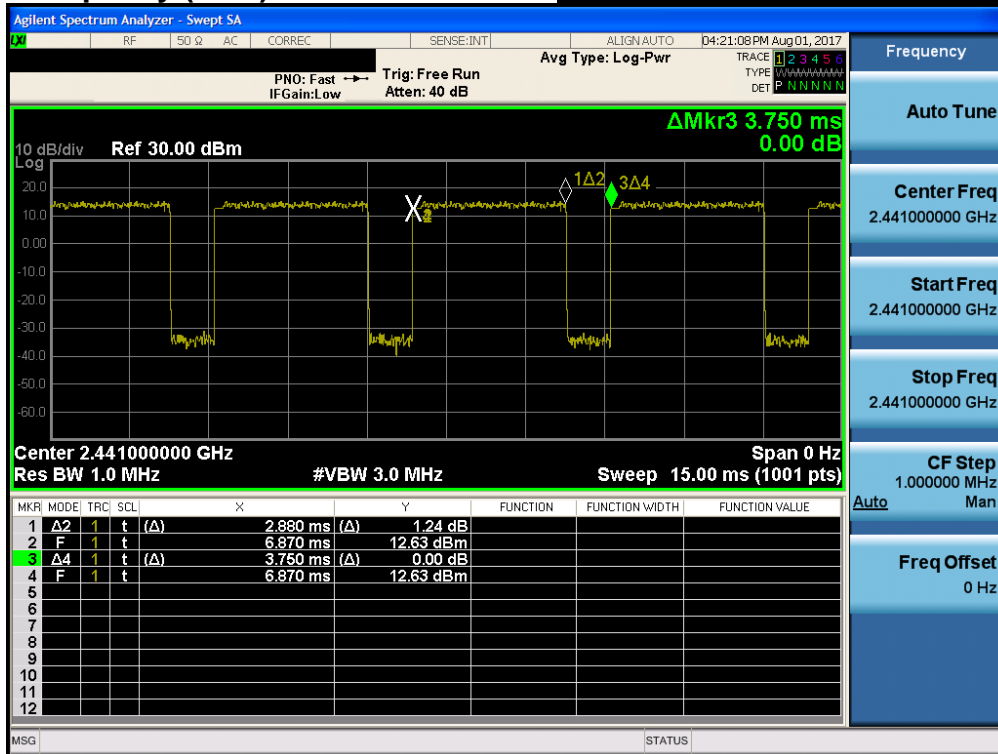 Agilent Spectrum Analyzer - Swept SA
LXI RF 50 Ω AC CORREC SENSE:INT ALIGN AUTO 04:21:08 PM Aug 01, 2017
Frequency
Avg Type: Log-Pwr
TRACE 1 2 3 4 5 6
PNO: Fast
Trig: Free Run
TYPE
IFGain:Low
Atten: 40 dB
DET P N N N N N
Auto Tune
ΔMkr3 3.750 ms
0.00 dB
10 dB/div Ref 30.00 dBm
Log
20.0
10.0
0.00
-10.0
-20.0
-30.0
-40.0
-50.0
-60.0
1Δ2 3Δ4
X2
Center Freq
2.441000000 GHz
Start Freq
2.441000000 GHz
Stop Freq
2.441000000 GHz
Center 2.441000000 GHz Span 0 Hz
Res BW 1.0 MHz #VBW 3.0 MHz Sweep 15.00 ms (1001 pts)
CF Step
1.000000 MHz
Auto Man
Freq Offset
0 Hz
MKR MODE TRC SCL X Y FUNCTION FUNCTION WIDTH FUNCTION VALUE
1 Δ2 1 t (Δ) 2.880 ms (Δ) 1.24 dB
2 F 1 t 6.870 ms 12.63 dBm
3 Δ4 1 t (Δ) 3.750 ms (Δ) 0.00 dB
4 F 1 t 6.870 ms 12.63 dBm
5
6
7
8
9
10
11
12
MSG STATUS